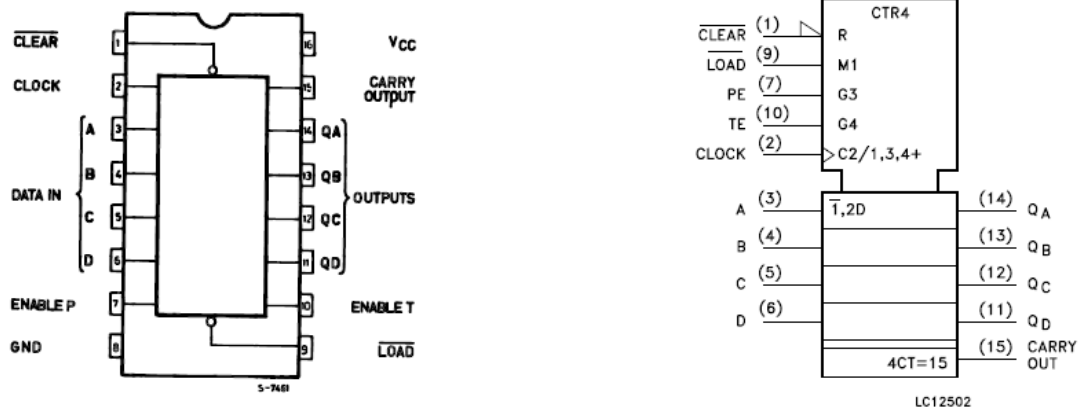 CLEAR 1 16 VCC
CLOCK 2 15 CARRY OUTPUT
A 3 14 QA
B 4 13 QB
DATA IN OUTPUTS
C 5 12 QC
D 6 11 QD
ENABLE P 7 10 ENABLE T
GND 8 9 LOAD
S-7461
CTR4
CLEAR (1) R
LOAD (9) M1
PE (7) G3
TE (10) G4
CLOCK (2) C2/1,3,4+
A (3) 1,2D (14) QA
B (4) (13) QB
C (5) (12) QC
D (6) (11) QD
4CT=15 (15) CARRY OUT
LC12502